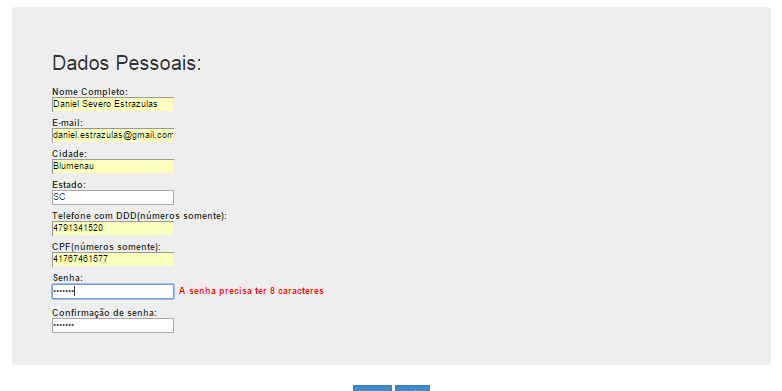 Dados Pessoais:
Nome Completo:
Daniel Severo Estrazulas
E-mail:
daniel.estrazulas@gmail.com
Cidade:
Blumenau
Estado:
SC
Telefone com DDD(números somente):
4791341520
CPF(números somente):
41767461577
Senha:
•••••••
A senha precisa ter 8 caracteres
Confirmação de senha:
•••••••